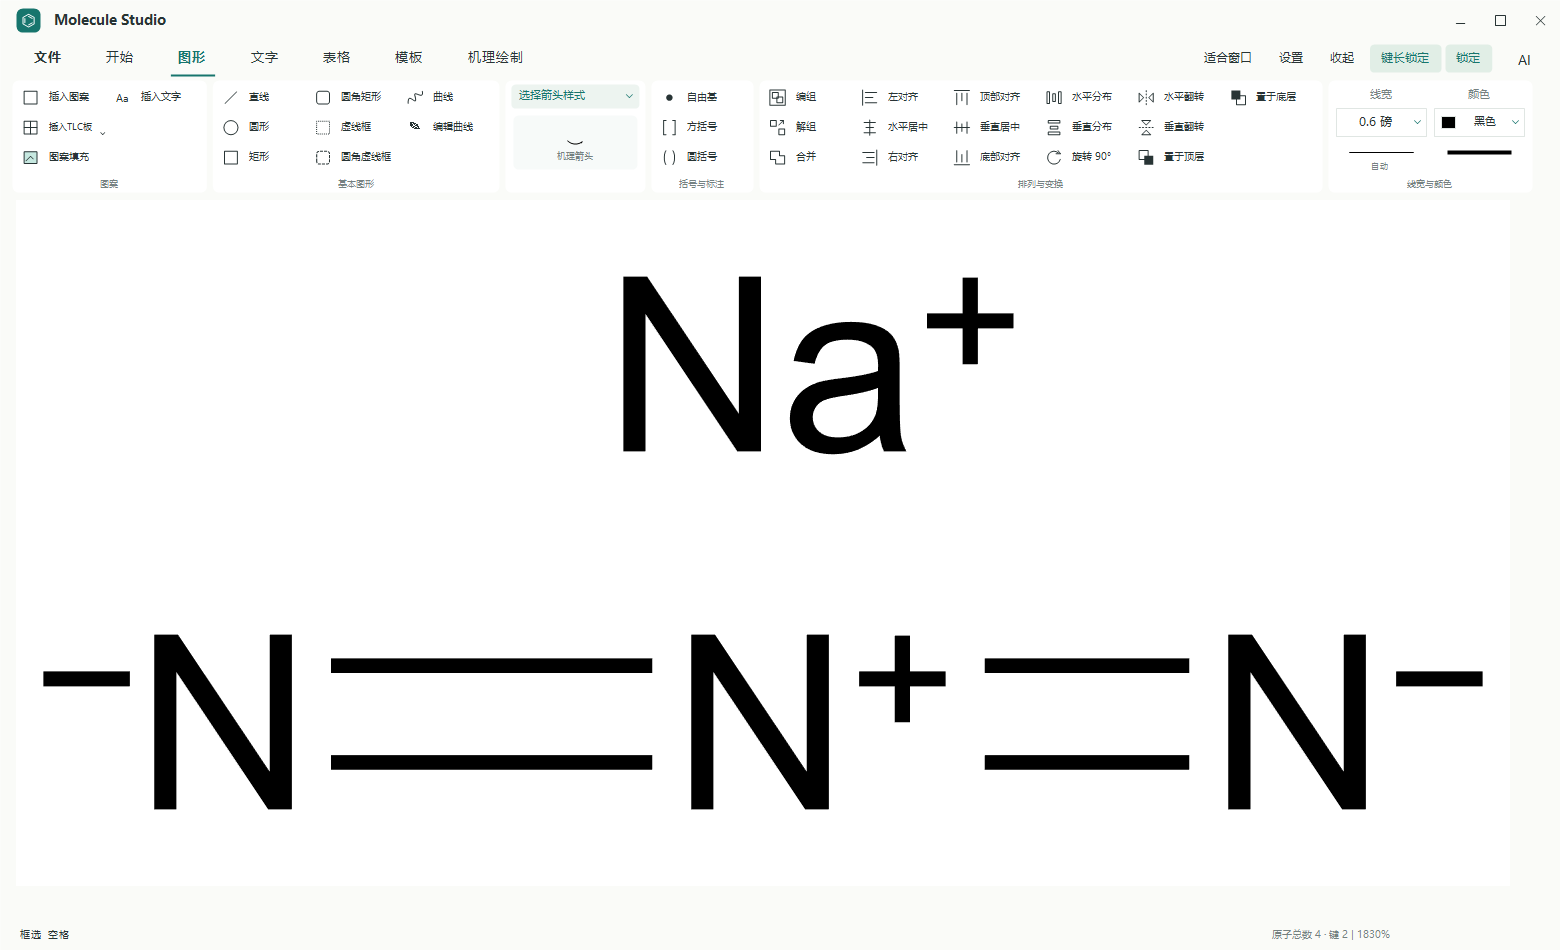 Molecule Studio
文件 开始 图形 文字 表格 模板 机理绘制 适合窗口 设置 收起 键长锁定 锁定 AI
插入图案 Aa 插入文字
插入TLC板
图案填充
图案
直线 圆角矩形 曲线
圆形 虚线框 编辑曲线
矩形 圆角虚线框
基本图形
选择箭头样式
机理箭头
自由基
[ ] 方括号
( ) 圆括号
括号与标注
编组 左对齐 顶部对齐 水平分布 水平翻转 置于底层
解组 水平居中 垂直居中 垂直分布 垂直翻转
合并 右对齐 底部对齐 旋转 90° 置于顶层
排列与变换
线宽 颜色
0.6 磅 黑色
自动
线宽与颜色
Na+
−N=N+=N−
框选 空格
原子总数 4 · 键 2 | 1830%